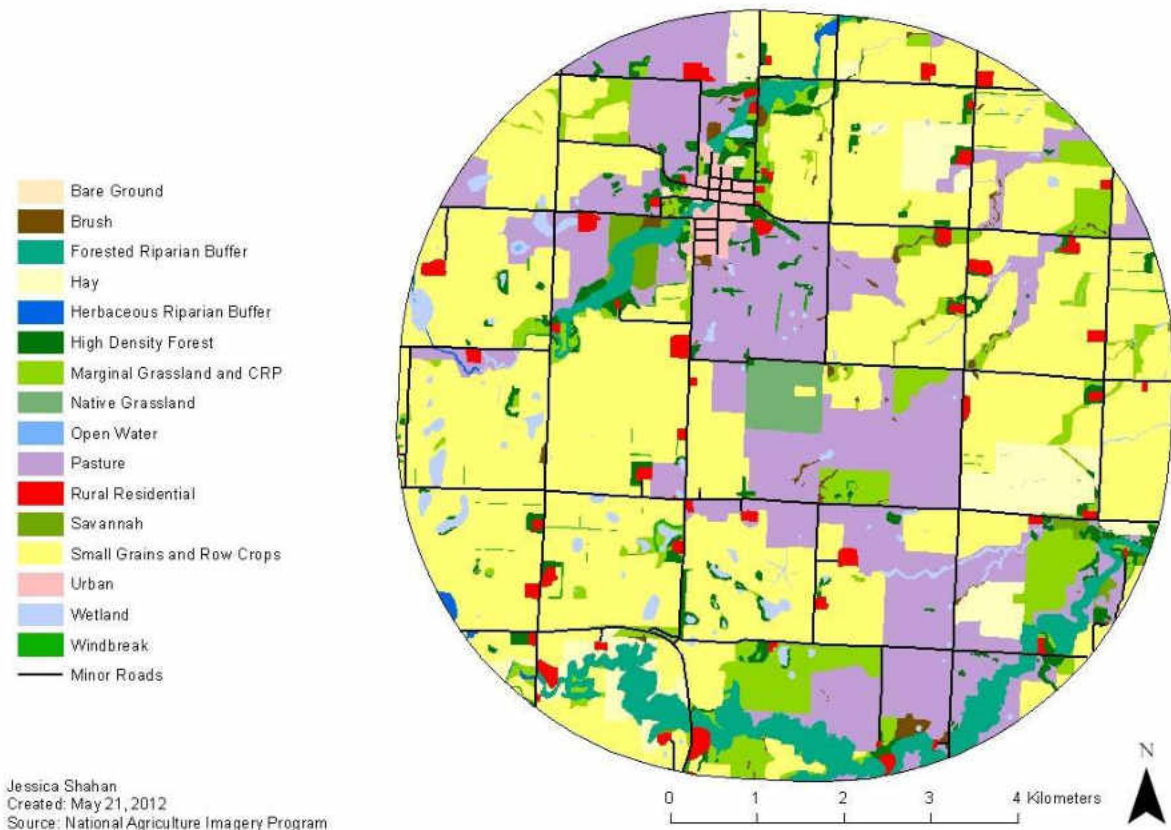 Bare Ground
Brush
Forested Riparian Buffer
Hay
Herbaceous Riparian Buffer
High Density Forest
Marginal Grassland and CRP
Native Grassland
Open Water
Pasture
Rural Residential
Savannah
Small Grains and Row Crops
Urban
Wetland
Windbreak
Minor Roads
Jessica Shahan
Created: May 21, 2012
Source: National Agriculture Imagery Program
0 1 2 3 4 Kilometers
N